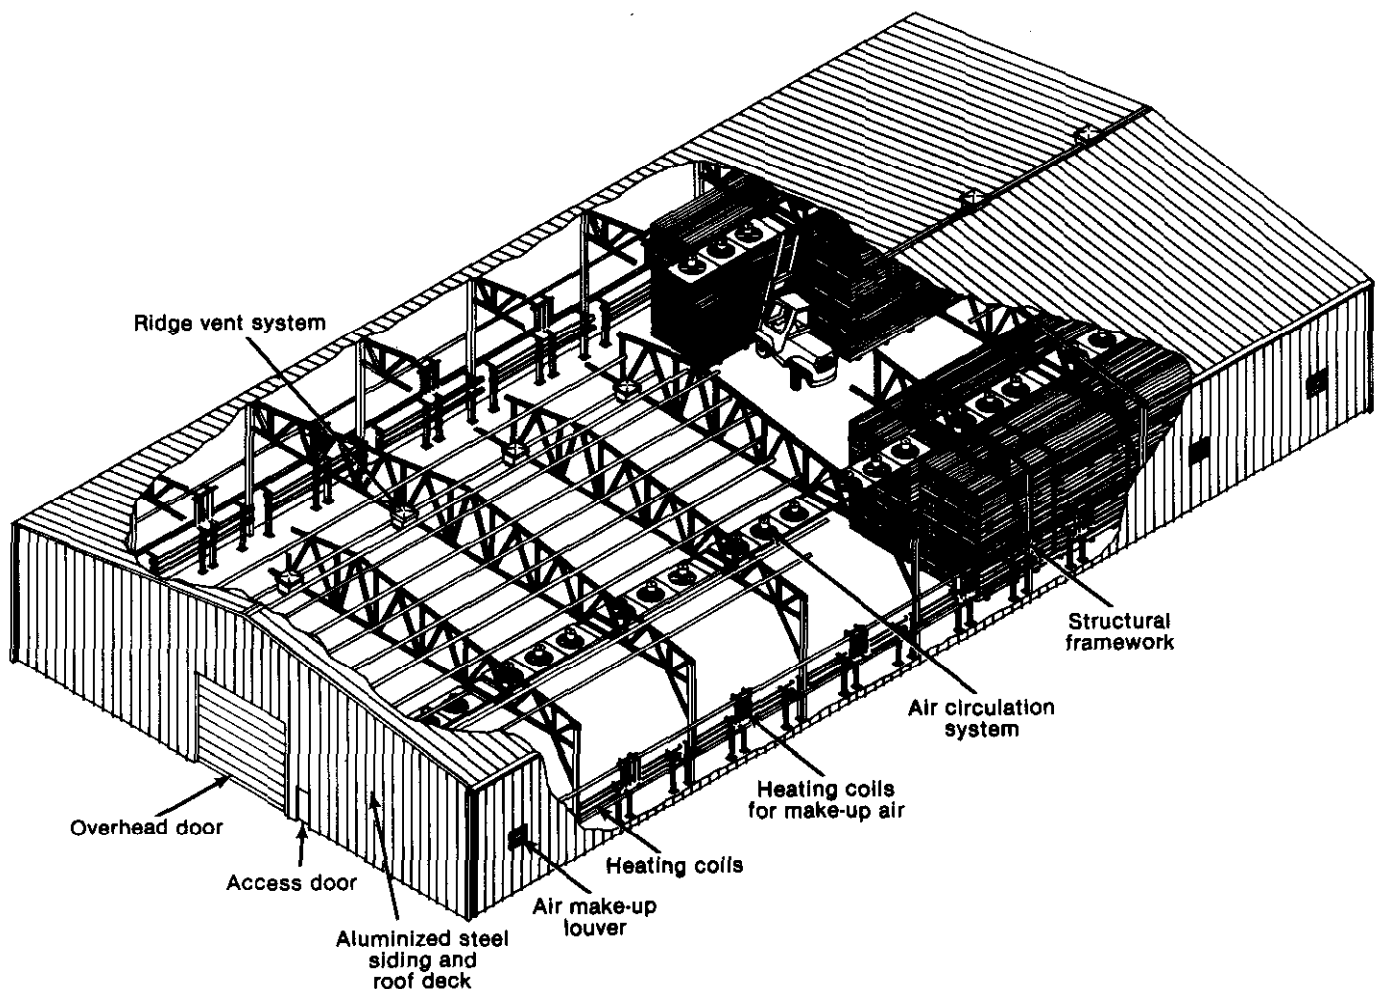 Ridge vent system
Structural
framework
Air circulation
system
Heating coils
for make-up air
Overhead door
Heating coils
Access door
Air make-up
louver
Aluminized steel
siding and
roof deck